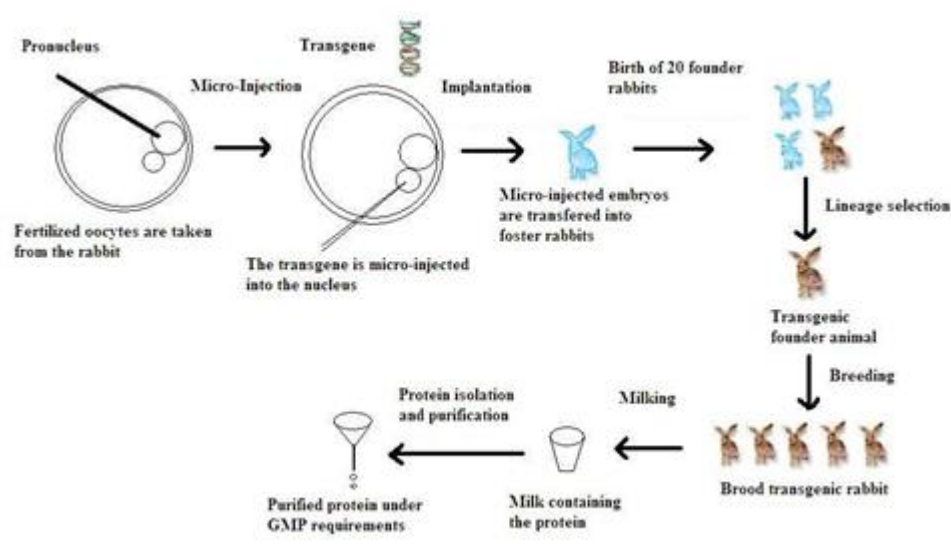 Pronucleus
Transgene
Micro-Injection
Implantation
Birth of 20 founder
rabbits
Fertilized oocytes are taken
from the rabbit
The transgene is micro-injected
into the nucleus
Micro-injected embryos
are transfered into
foster rabbits
Lineage selection
Transgenic
founder animal
Breeding
Brood transgenic rabbit
Milking
Milk containing
the protein
Protein isolation
and purification
Purified protein under
GMP requirements